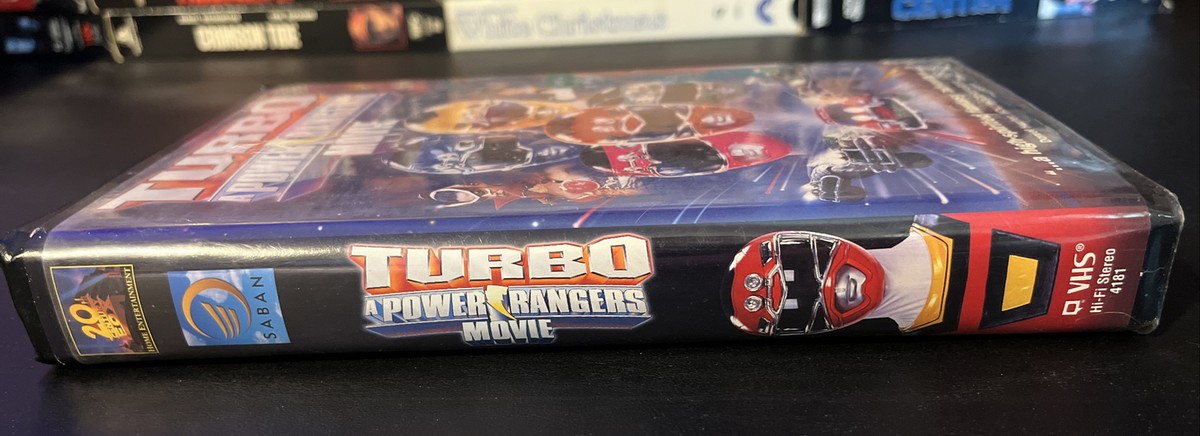 CRIMSON TIDE
White Christmas
TURBO
A POWER RANGERS
MOVIE
20th
CENTURY
FOX
HOME ENTERTAINMENT
SABAN
TURBO
A POWER RANGERS
MOVIE
VHS®
Hi-Fi Stereo
4181